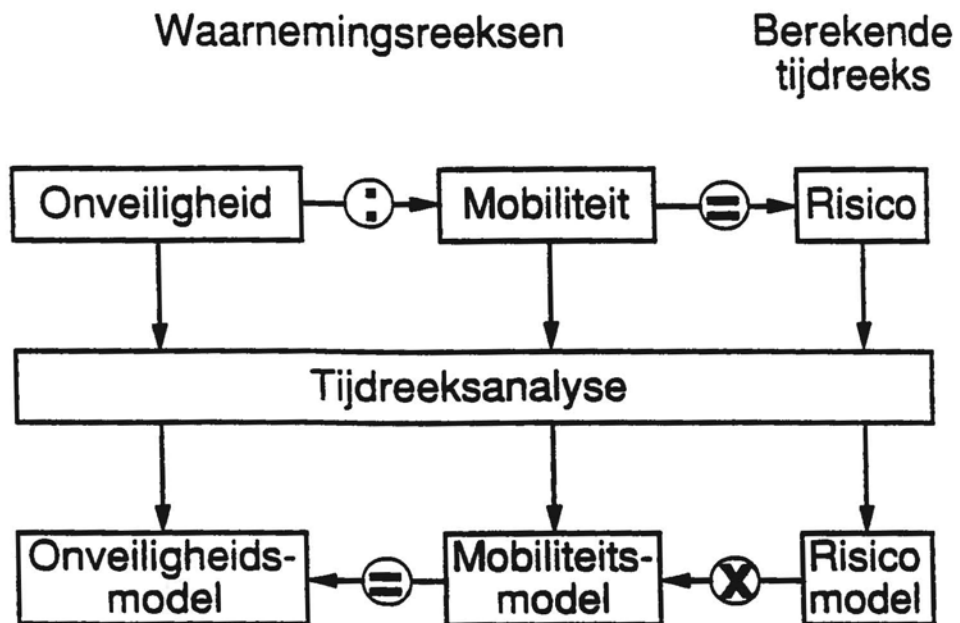 Waarnemingsreeksen
Berekende
tijdreeks
Onveiligheid : Mobiliteit = Risico
Tijdreeksanalyse
Onveiligheids-
model
=
Mobiliteits-
model
X
Risico
model